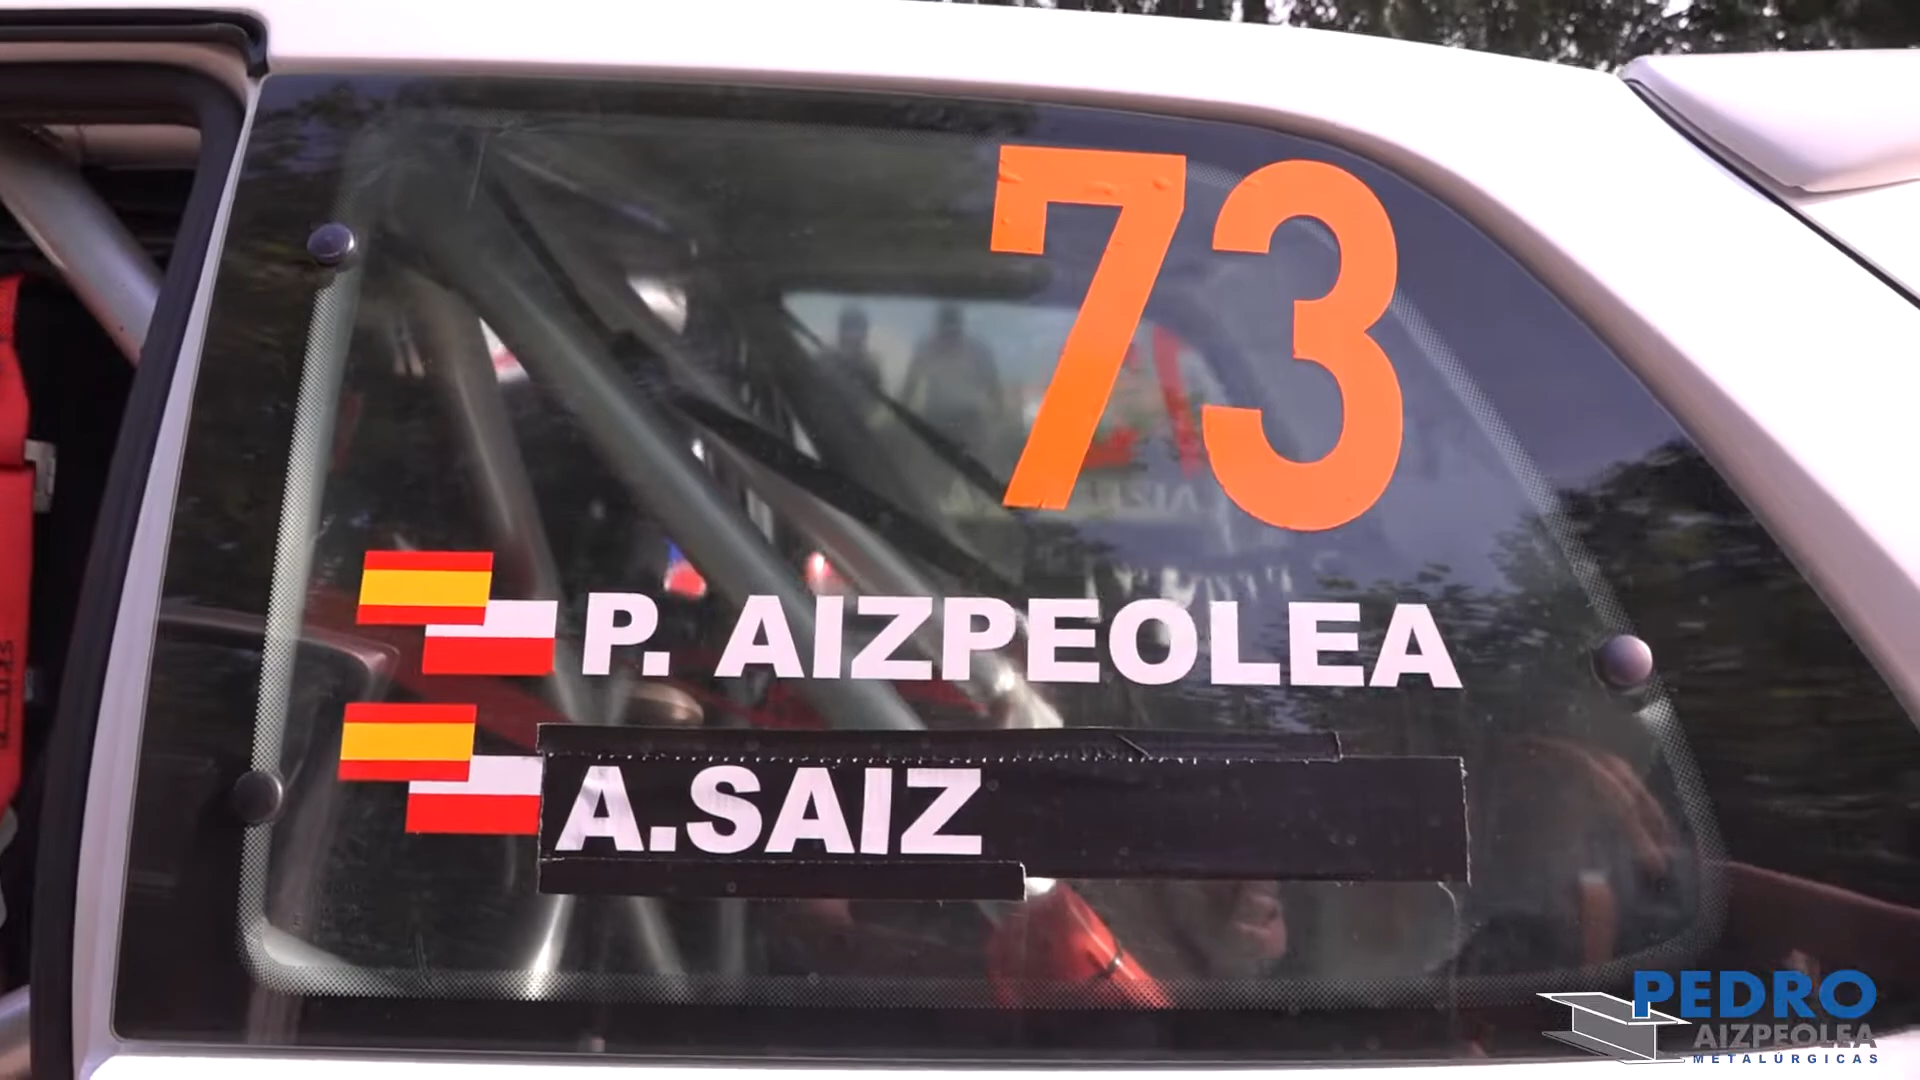 73
P. AIZPEOLEA
A.SAIZ
PEDRO
AIZPEOLEA
METALÚRGICAS